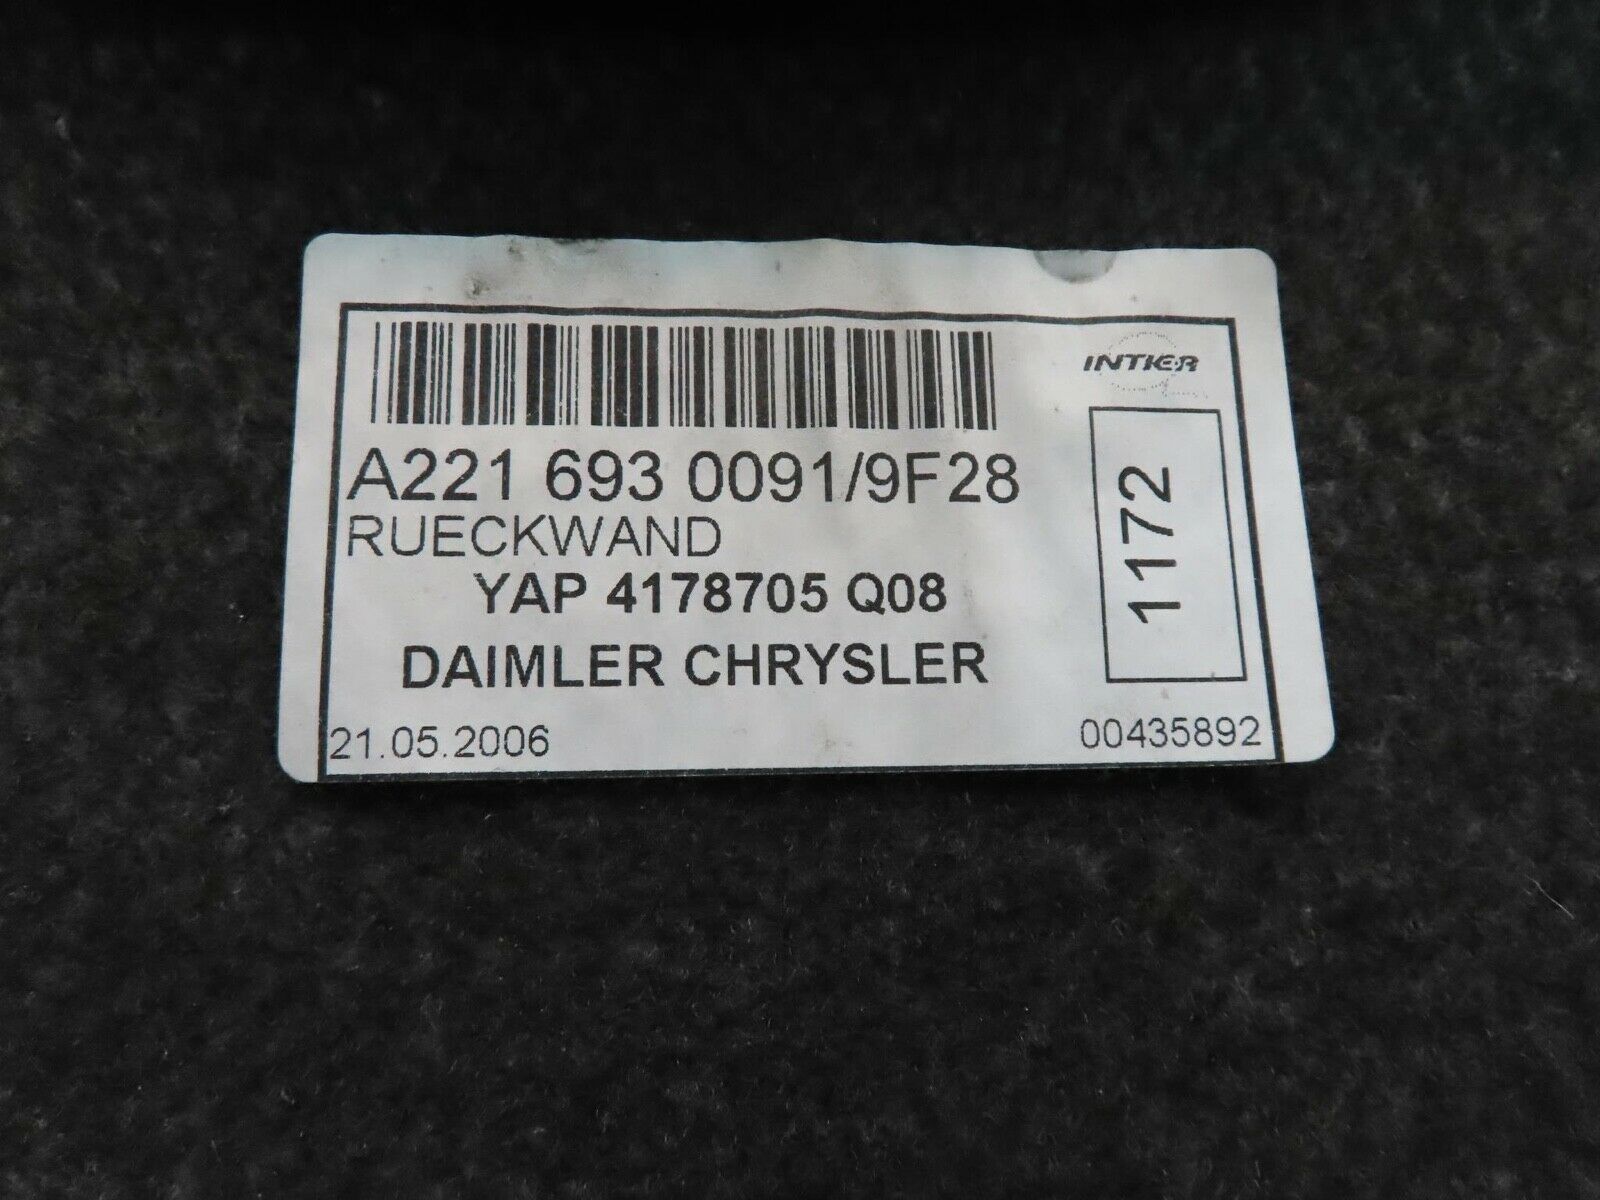 INTIER
A221 693 0091/9F28
RUECKWAND
YAP 4178705 Q08
DAIMLER CHRYSLER
1172
21.05.2006
00435892